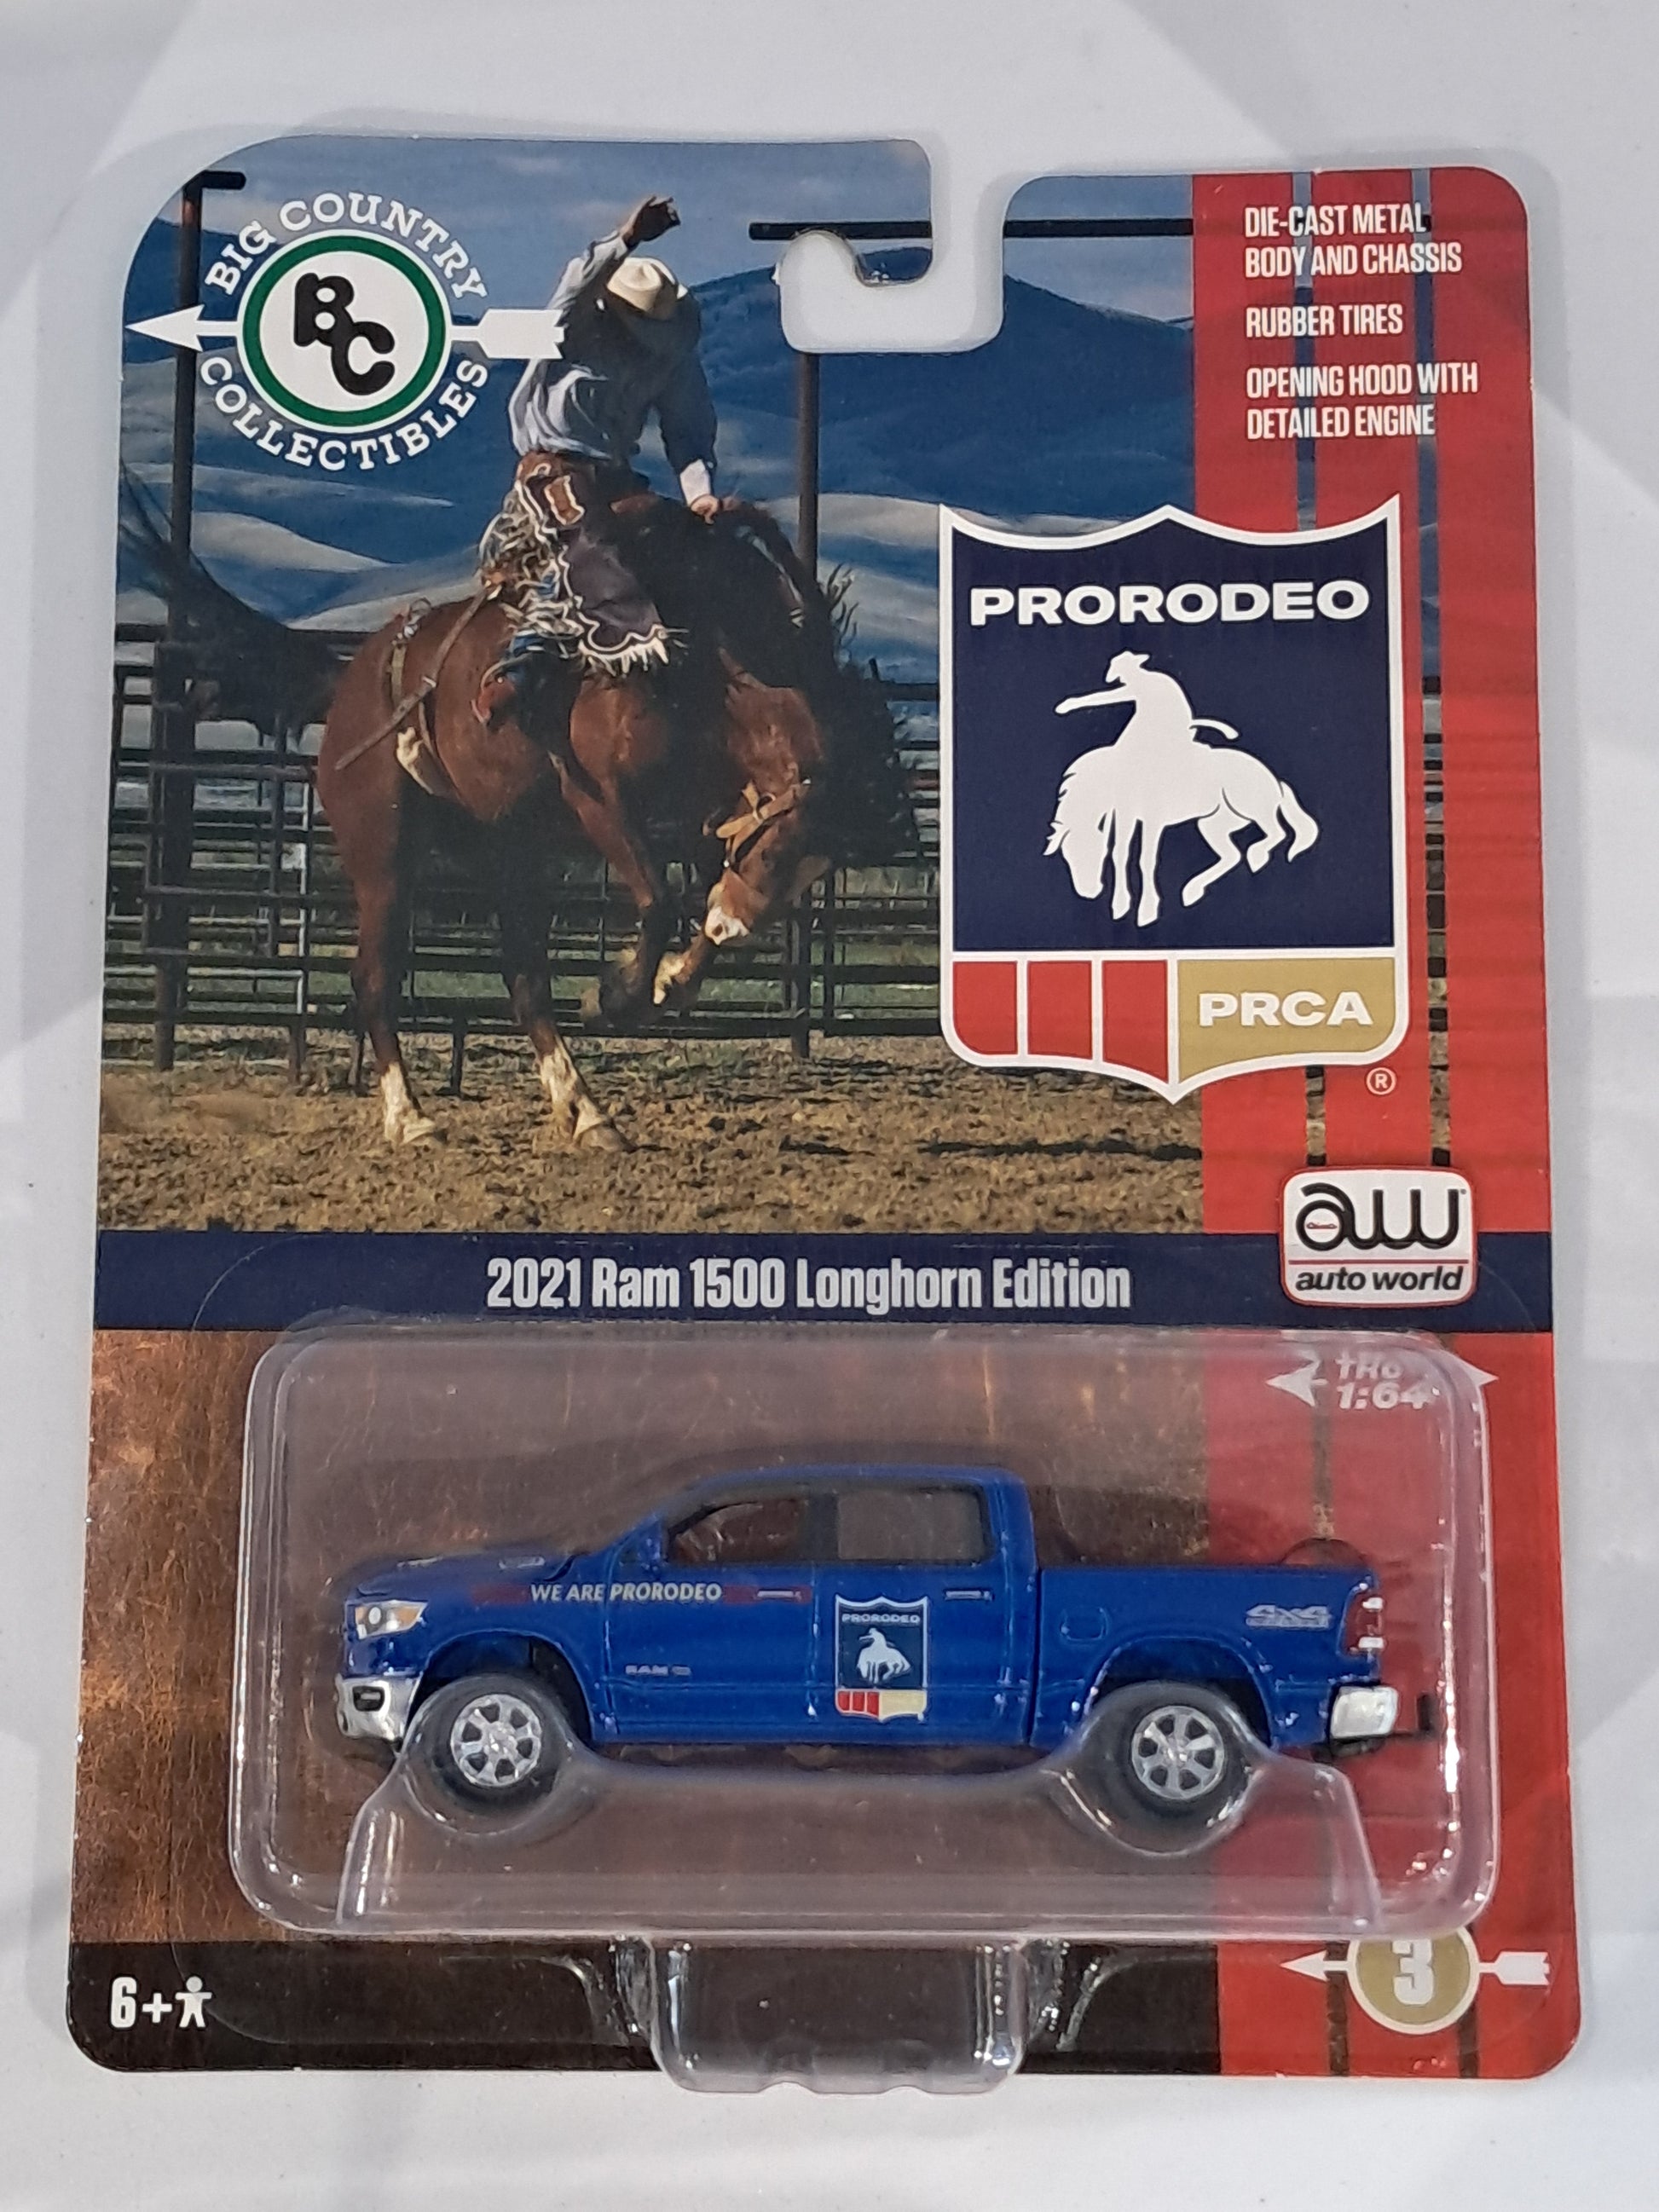 BIG COUNTRY
BC
COLLECTIBLES
DIE-CAST METAL
BODY AND CHASSIS
RUBBER TIRES
OPENING HOOD WITH
DETAILED ENGINE
PRORODEO
PRCA
®
aw
auto world
2021 Ram 1500 Longhorn Edition
1:64
WE ARE PRORODEO
PRORODEO
RAM
4x4
6+
3